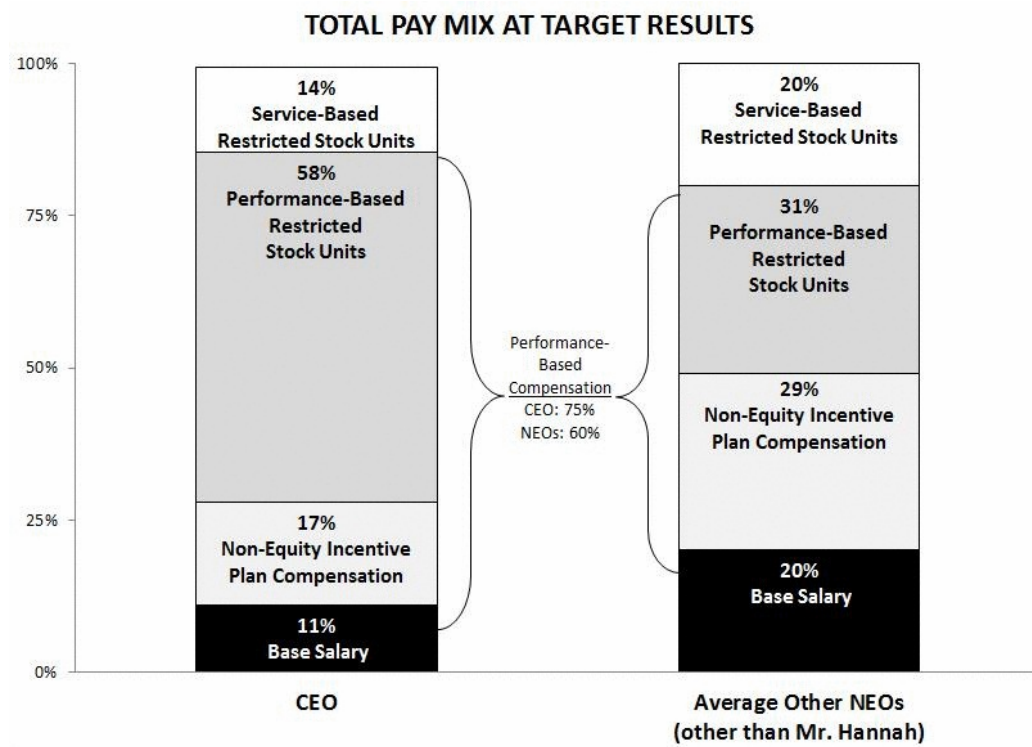 TOTAL PAY MIX AT TARGET RESULTS
100%
75%
50%
25%
0%
14%
Service-Based
Restricted Stock Units
58%
Performance-Based
Restricted
Stock Units
17%
Non-Equity Incentive
Plan Compensation
11%
Base Salary
CEO
Performance-
Based
Compensation
CEO: 75%
NEOs: 60%
20%
Service-Based
Restricted Stock Units
31%
Performance-Based
Restricted
Stock Units
29%
Non-Equity Incentive
Plan Compensation
20%
Base Salary
Average Other NEOs
(other than Mr. Hannah)